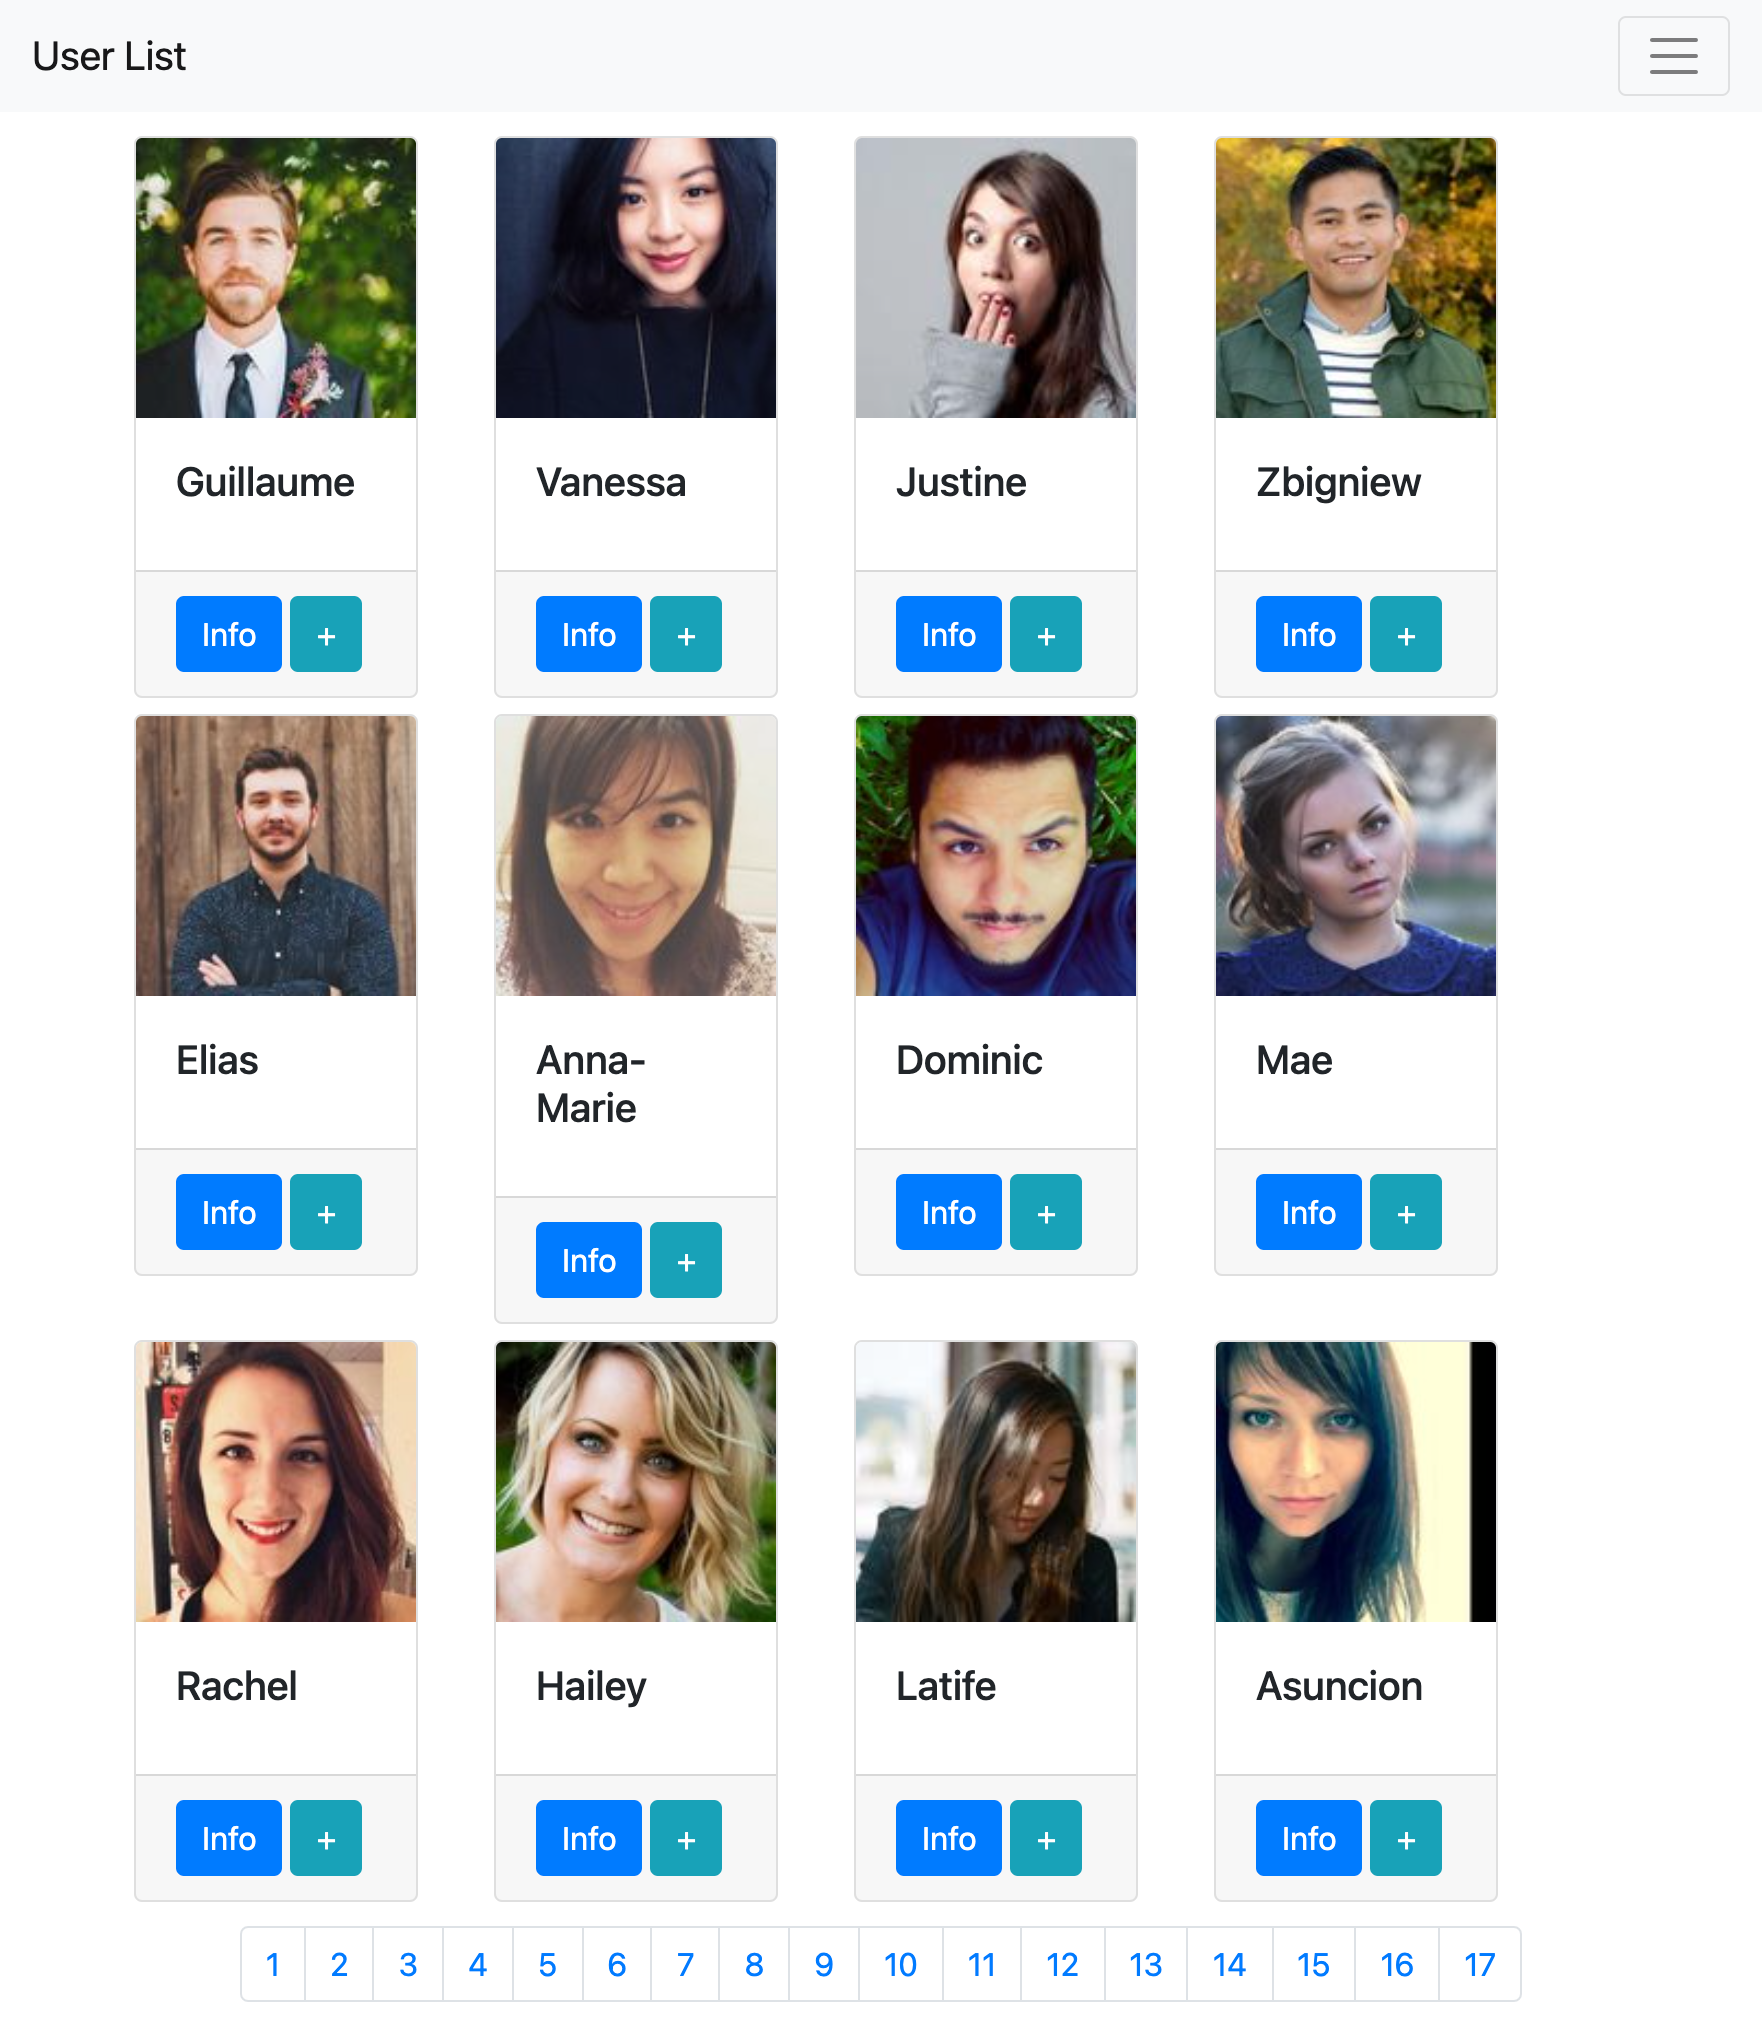 User List
Guillaume
Vanessa
Justine
Zbigniew
Info +
Info +
Info +
Info +
Elias
Anna-
Marie
Dominic
Mae
Info +
Info +
Info +
Info +
Rachel
Hailey
Latife
Asuncion
Info +
Info +
Info +
Info +
1 2 3 4 5 6 7 8 9 10 11 12 13 14 15 16 17